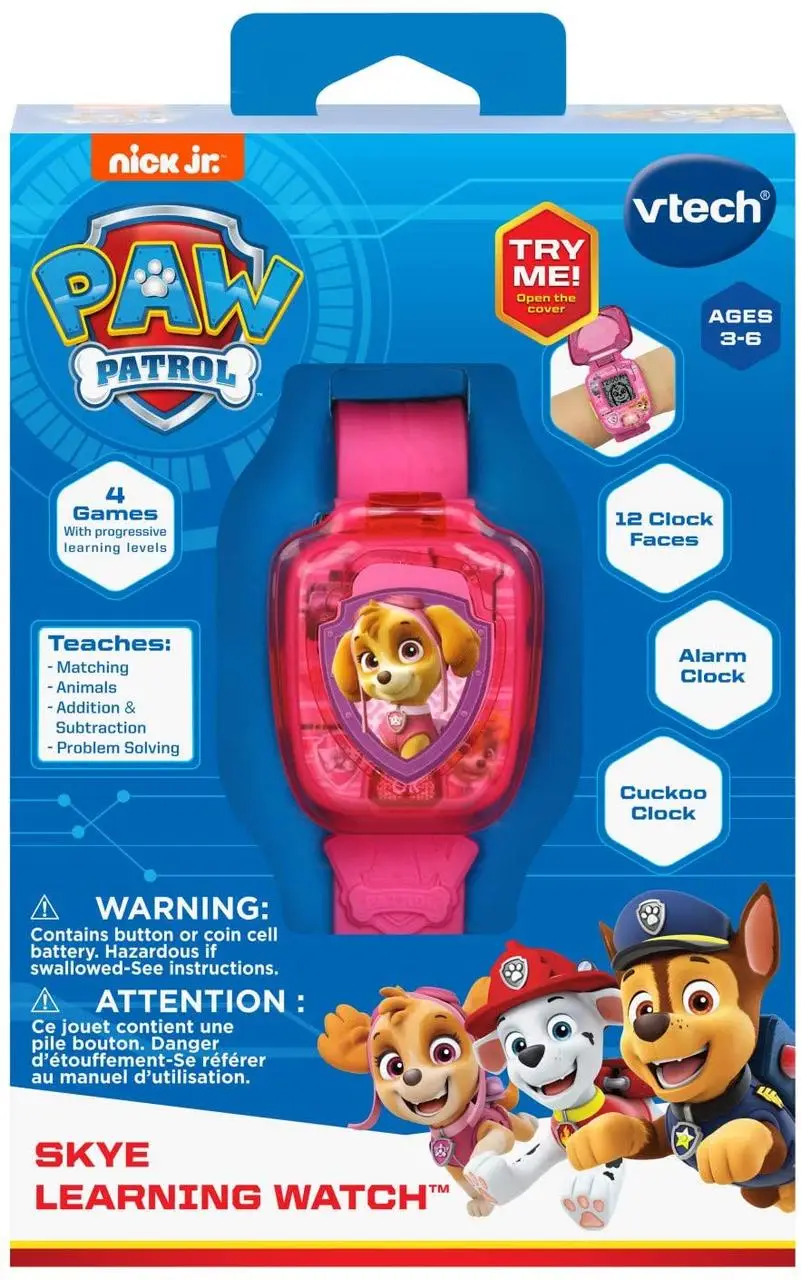 nick jr.™
PAW
PATROL™
vtech®
TRY
ME!
Open the
cover
AGES
3-6
4
Games
With progressive
learning levels
12 Clock
Faces
Teaches:
- Matching
- Animals
- Addition &
Subtraction
- Problem Solving
Alarm
Clock
Cuckoo
Clock
⚠ WARNING:
Contains button or coin cell
battery. Hazardous if
swallowed-See instructions.
⚠ ATTENTION :
Ce jouet contient une
pile bouton. Danger
d'étouffement-Se référer
au manuel d'utilisation.
SKYE
LEARNING WATCH™